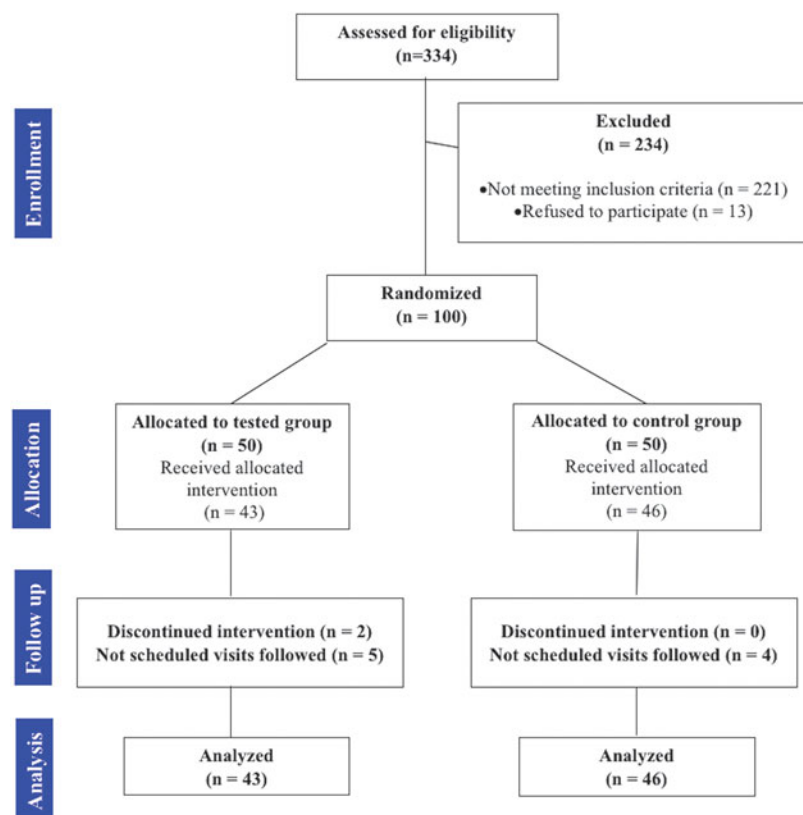 Assessed for eligibility
(n=334)
Enrollment
Excluded
(n = 234)
•Not meeting inclusion criteria (n = 221)
•Refused to participate (n = 13)
Randomized
(n = 100)
Allocation
Allocated to tested group
(n = 50)
Received allocated
intervention
(n = 43)
Allocated to control group
(n = 50)
Received allocated
intervention
(n = 46)
Follow up
Discontinued intervention (n = 2)
Not scheduled visits followed (n = 5)
Discontinued intervention (n = 0)
Not scheduled visits followed (n = 4)
Analysis
Analyzed
(n = 43)
Analyzed
(n = 46)